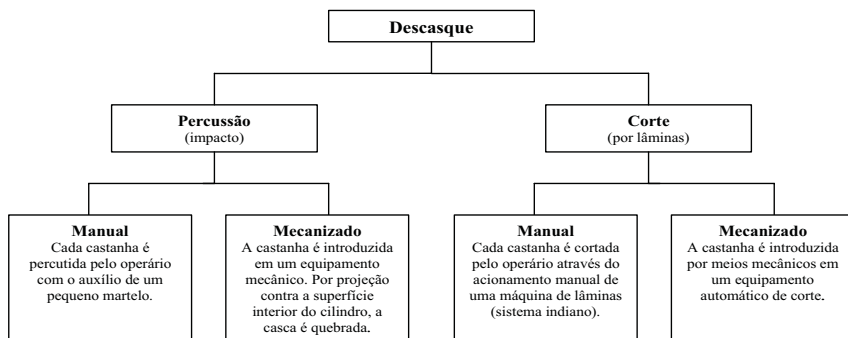 Descasque
Percussão
(impacto)
Corte
(por lâminas)
Manual
Cada castanha é
percutida pelo operário
com o auxílio de um
pequeno martelo.
Mecanizado
A castanha é introduzida
em um equipamento
mecânico. Por projeção
contra a superfície
interior do cilindro, a
casca é quebrada.
Manual
Cada castanha é cortada
pelo operário através do
acionamento manual de
uma máquina de lâminas
(sistema indiano).
Mecanizado
A castanha é introduzida
por meios mecânicos em
um equipamento
automático de corte.